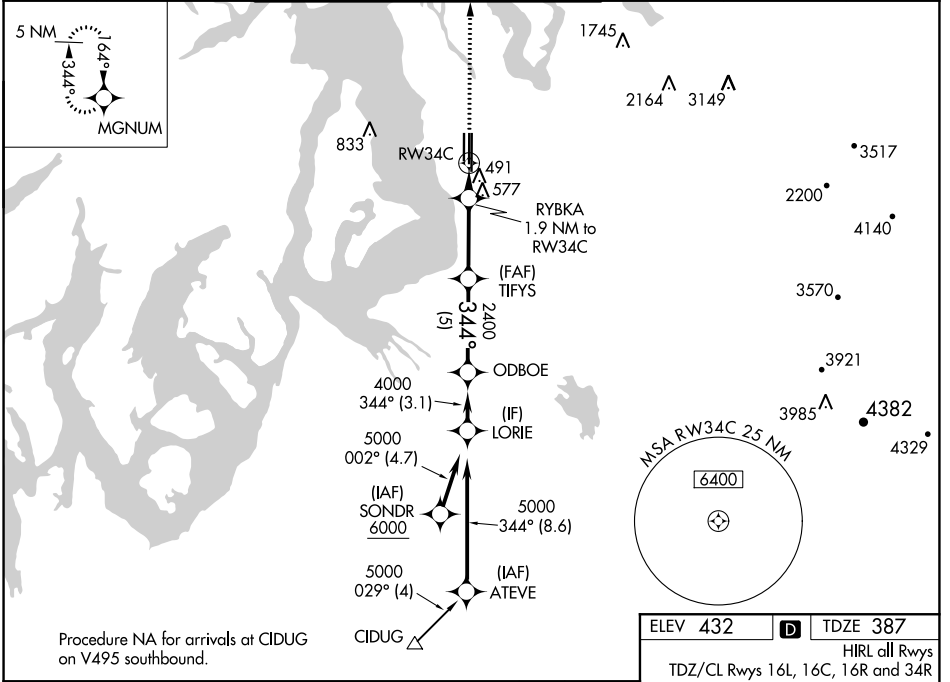 5 NM
164°
344°
MGNUM
1745
2164
3149
833
RW34C
491
577
3517
2200
4140
RYBKA
1.9 NM to
RW34C
(FAF)
TIFYS
3570
2400
344°
(5)
ODBOE
3921
4000
344° (3.1)
(IF)
LORIE
3985
4382
4329
5000
002° (4.7)
MSA RW34C 25 NM
6400
(IAF)
SONDR
6000
5000
344° (8.6)
5000
029° (4)
(IAF)
ATEVE
CIDUG
Procedure NA for arrivals at CIDUG
on V495 southbound.
ELEV 432 D TDZE 387
HIRL all Rwys
TDZ/CL Rwys 16L, 16C, 16R and 34R